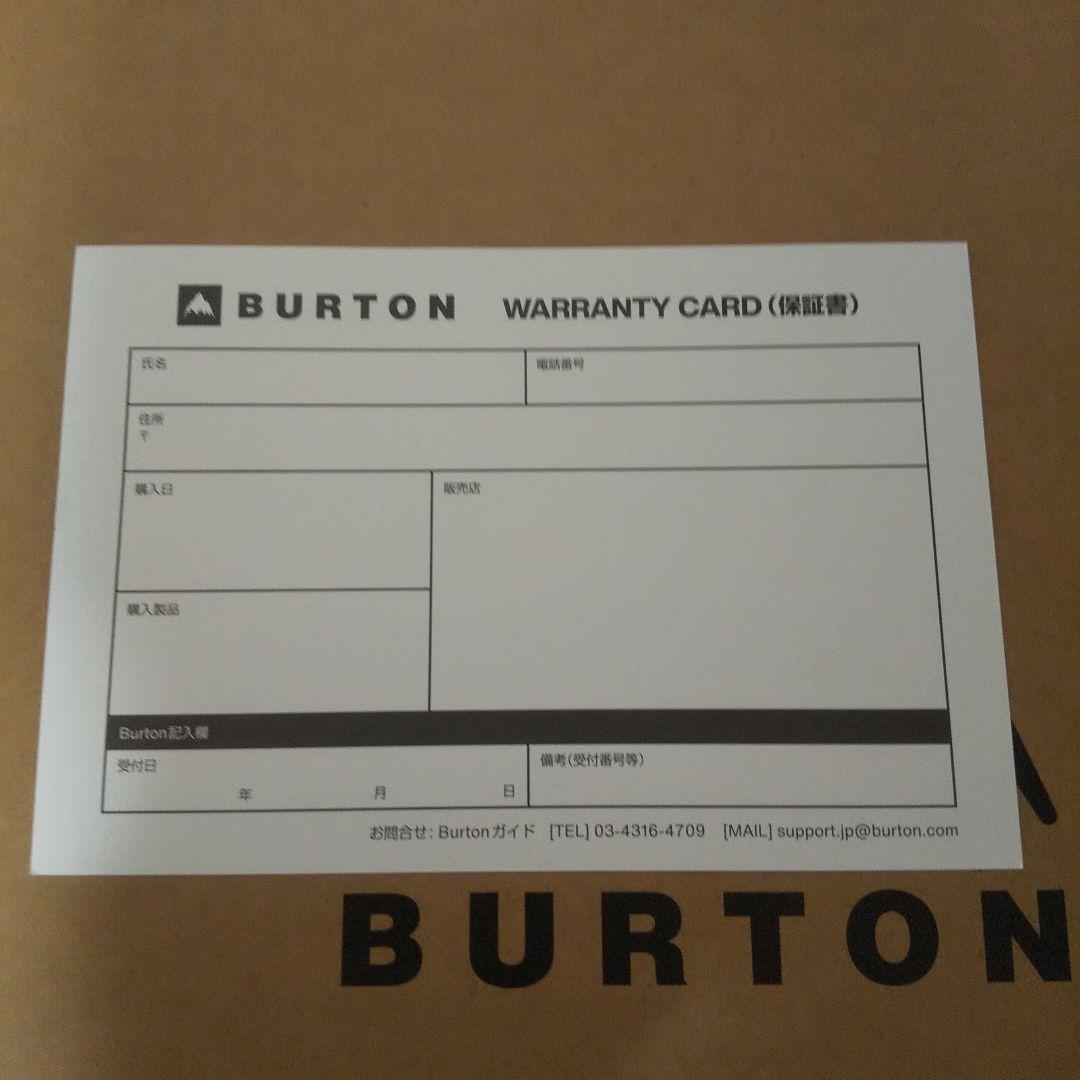 BURTON WARRANTY CARD(保証書)
氏名
電話番号
住所
〒
購入日
販売店
購入製品
Burton記入欄
受付日
年 月 日
備考(受付番号等)
お問合せ: Burtonガイド [TEL] 03-4316-4709 [MAIL] support.jp@burton.com
BURTON